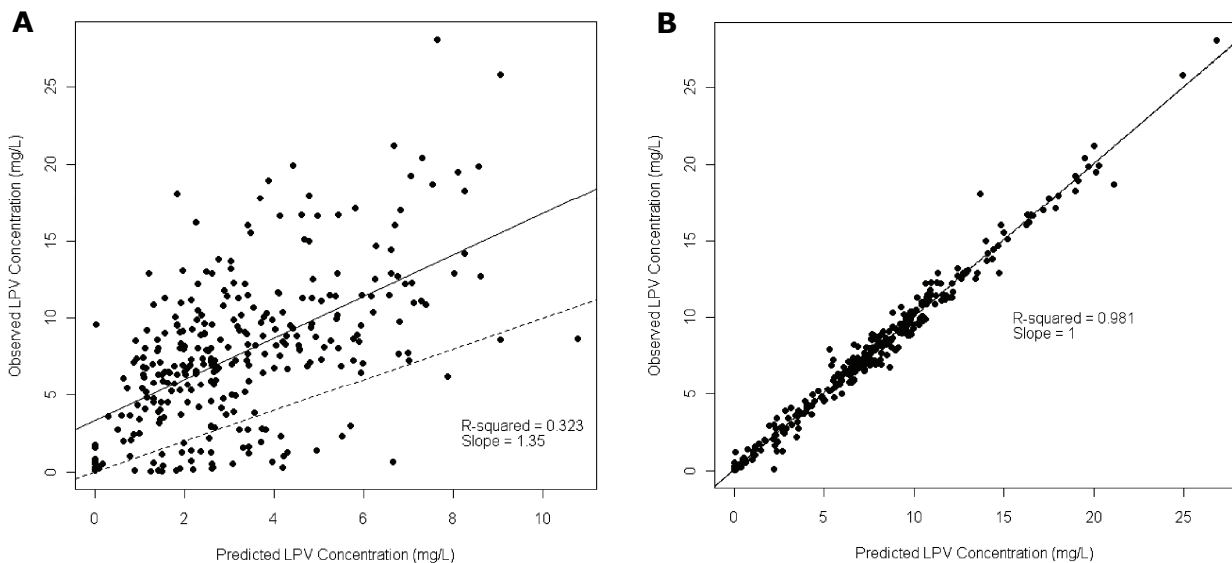 A
Observed LPV Concentration (mg/L)
25
20
15
10
5
0
R-squared = 0.323
Slope = 1.35
0 2 4 6 8 10
Predicted LPV Concentration (mg/L)
B
Observed LPV Concentration (mg/L)
25
20
15
10
5
0
R-squared = 0.981
Slope = 1
0 5 10 15 20 25
Predicted LPV Concentration (mg/L)